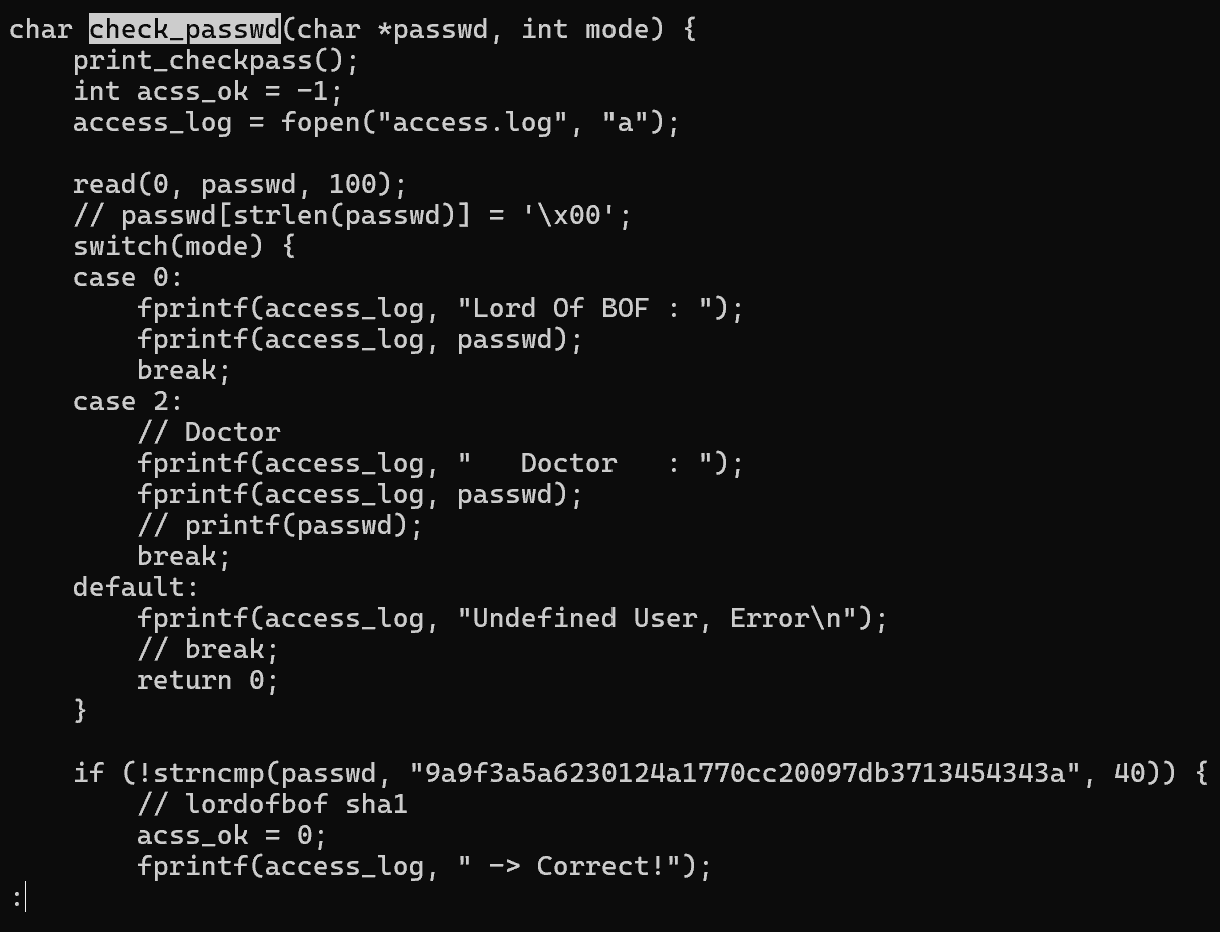 char check_passwd(char *passwd, int mode) {
    print_checkpass();
    int acss_ok = -1;
    access_log = fopen("access.log", "a");

    read(0, passwd, 100);
    // passwd[strlen(passwd)] = '\x00';
    switch(mode) {
    case 0:
        fprintf(access_log, "Lord Of BOF : ");
        fprintf(access_log, passwd);
        break;
    case 2:
        // Doctor
        fprintf(access_log, "   Doctor   : ");
        fprintf(access_log, passwd);
        // printf(passwd);
        break;
    default:
        fprintf(access_log, "Undefined User, Error\n");
        // break;
        return 0;
    }

    if (!strncmp(passwd, "9a9f3a5a6230124a1770cc20097db3713454343a", 40)) {
        // lordofbof sha1
        acss_ok = 0;
        fprintf(access_log, " -> Correct!");
: